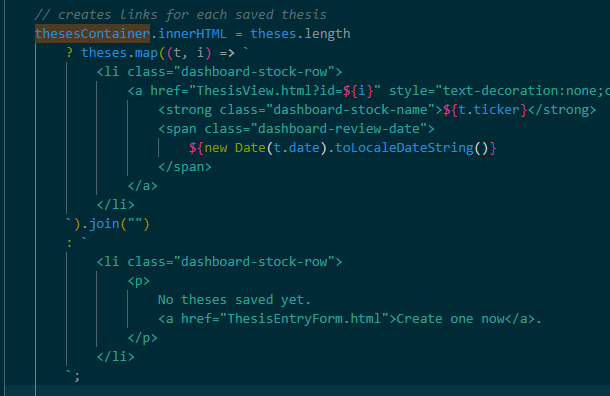 // creates links for each saved thesis
thesesContainer.innerHTML = theses.length
? theses.map((t, i) => `
<li class="dashboard-stock-row">
<a href="ThesisView.html?id=${i}" style="text-decoration:none;c
<strong class="dashboard-stock-name">${t.ticker}</strong>
<span class="dashboard-review-date">
${new Date(t.date).toLocaleDateString()}
</span>
</a>
</li>
`).join("")
: `
<li class="dashboard-stock-row">
<p>
No theses saved yet.
<a href="ThesisEntryForm.html">Create one now</a>.
</p>
</li>
`;